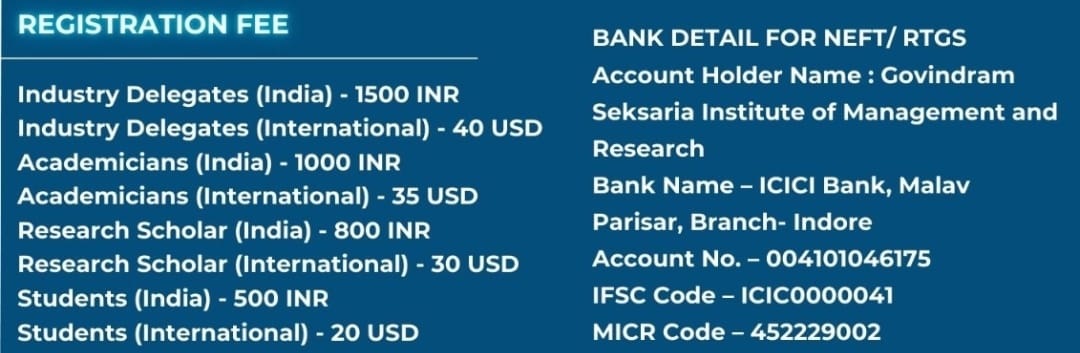 REGISTRATION FEE
Industry Delegates (India) - 1500 INR
Industry Delegates (International) - 40 USD
Academicians (India) - 1000 INR
Academicians (International) - 35 USD
Research Scholar (India) - 800 INR
Research Scholar (International) - 30 USD
Students (India) - 500 INR
Students (International) - 20 USD
BANK DETAIL FOR NEFT/ RTGS
Account Holder Name : Govindram
Seksaria Institute of Management and
Research
Bank Name – ICICI Bank, Malav
Parisar, Branch- Indore
Account No. – 004101046175
IFSC Code – ICIC0000041
MICR Code – 452229002